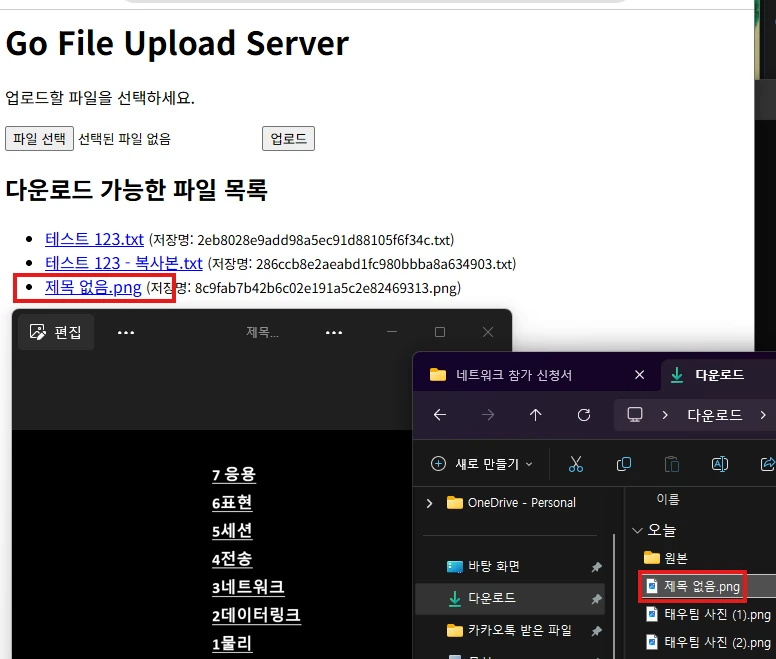 Go File Upload Server
업로드할 파일을 선택하세요.
파일 선택 선택된 파일 없음 업로드
다운로드 가능한 파일 목록
테스트 123.txt (저장명: 2eb8028e9add98a5ec91d88105f6f34c.txt)
테스트 123 - 복사본.txt (저장명: 286ccb8e2aeabd1fc980bbba8a634903.txt)
제목 없음.png (저장명: 8c9fab7b42b6c02e191a5c2e82469313.png)
편집 ••• 제목... •••
7 응용
6표현
5세션
4전송
3네트워크
2데이터링크
1물리
네트워크 참가 신청서
다운로드
다운로드
새로 만들기
OneDrive - Personal
바탕 화면
다운로드
카카오톡 받은 파일
이름
오늘
원본
제목 없음.png
태우팀 사진 (1).png
태우팀 사진 (2).png